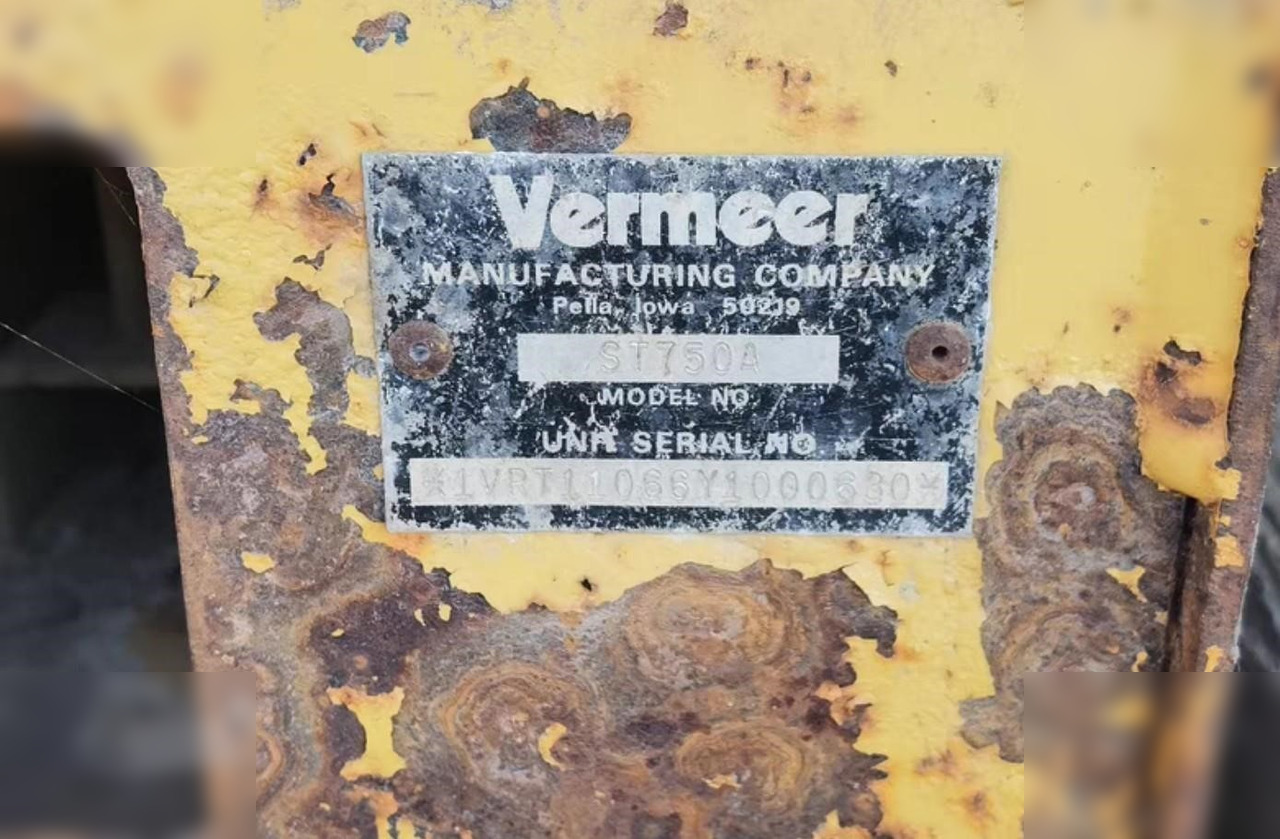 Vermeer
MANUFACTURING COMPANY
Pella, Iowa 50219
ST750A
MODEL NO.
UNIT SERIAL NO.
*1VRT11066Y1000630*